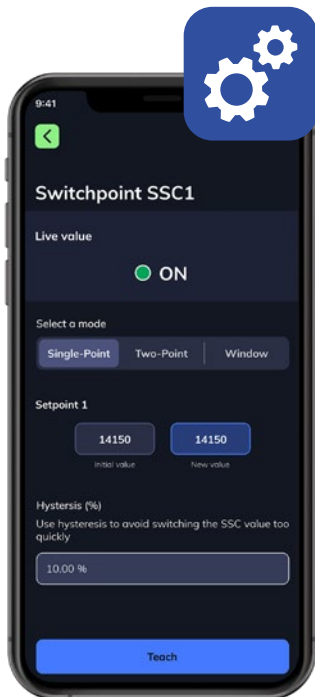 9:41
Switchpoint SSC1
Live value
ON
Select a mode
Single-Point Two-Point Window
Setpoint 1
14150 14150
Initial value New value
Hystersis (%)
Use hysteresis to avoid switching the SSC value too
quickly
10.00 %
Teach